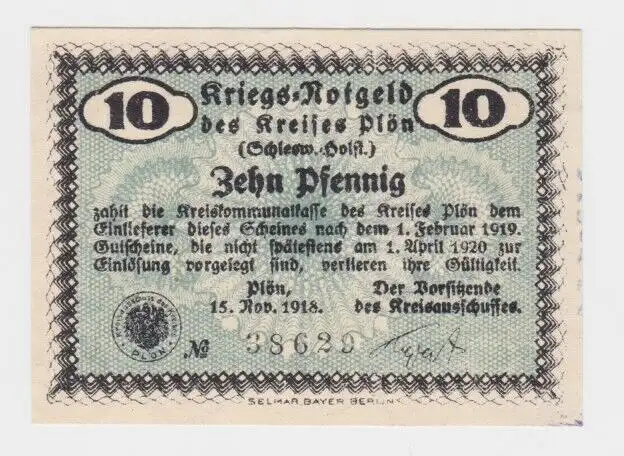 10 Kriegs-Notgeld 10
des Kreises Plön
(Schlesw.-Holst.)
Zehn Pfennig
zahlt die Kreiskommunalkasse des Kreises Plön dem
Einlieferer dieses Scheines nach dem 1. Februar 1919.
Gutscheine, die nicht spätestens am 1. April 1920 zur
Einlösung vorgelegt sind, verlieren ihre Gültigkeit.
Plön, Der Vorsitzende
15. Nov. 1918. des Kreisausschusses.
PLÖN
№ 38629
SELMAR BAYER BERLIN